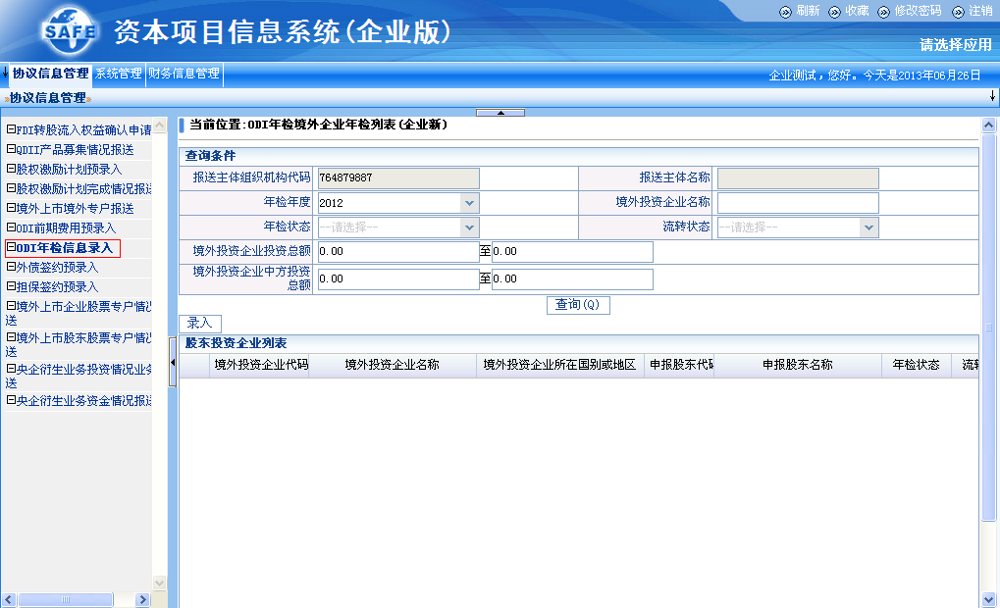 刷新 收藏 修改密码 注销
SAFE
资本项目信息系统(企业版)
请选择应用
协议信息管理 系统管理 财务信息管理
企业测试，您好。今天是2013年06月26日
协议信息管理
FDI转股流入权益确认申请
QDII产品募集情况报送
股权激励计划预录入
股权激励计划完成情况报送
境外上市境外专户报送
ODI前期费用预录入
ODI年检信息录入
外债签约预录入
担保签约预录入
境外上市企业股票专户情况
送
境外上市股东股票专户情况
送
央企衍生业务投资情况业务
送
央企衍生业务资金情况报送
当前位置:ODI年检境外企业年检列表(企业新)
查询条件
报送主体组织机构代码 764879887 报送主体名称
年检年度 2012 境外投资企业名称
年检状态 --请选择-- 流转状态 --请选择--
境外投资企业投资总额 0.00 至 0.00
境外投资企业中方投资
总额 0.00 至 0.00
查询(Q)
录入
股东投资企业列表
境外投资企业代码 境外投资企业名称 境外投资企业所在国别或地区 申报股东代码 申报股东名称 年检状态 流转